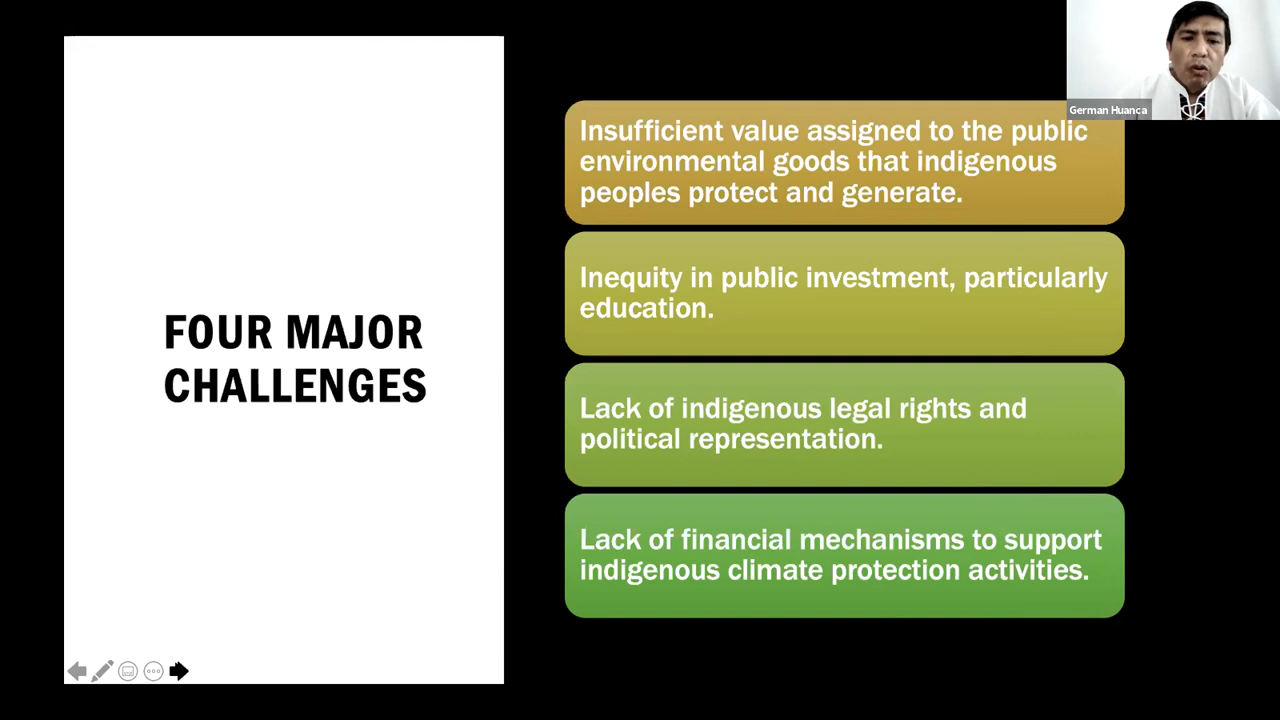 German Huanca
FOUR MAJOR
CHALLENGES
Insufficient value assigned to the public
environmental goods that indigenous
peoples protect and generate.
Inequity in public investment, particularly
education.
Lack of indigenous legal rights and
political representation.
Lack of financial mechanisms to support
indigenous climate protection activities.